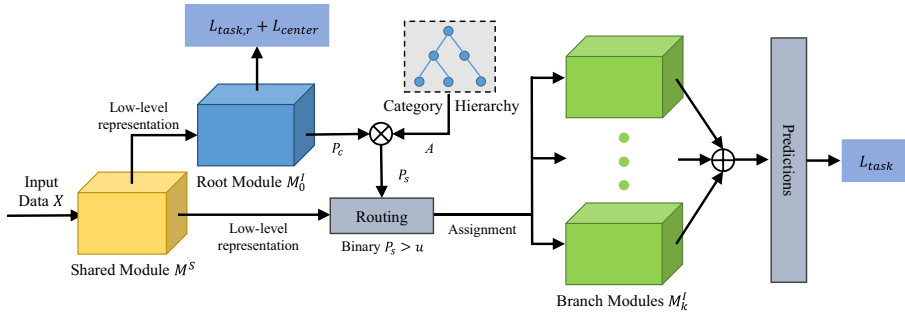 L_{task,r} + L_{center}
Low-level
representation
Category Hierarchy
P_c
A
Root Module M_0^I
P_s
Input
Data X
Low-level
representation
Routing
Binary P_s > u
Assignment
Shared Module M^S
Branch Modules M_k^I
Predictions
L_{task}